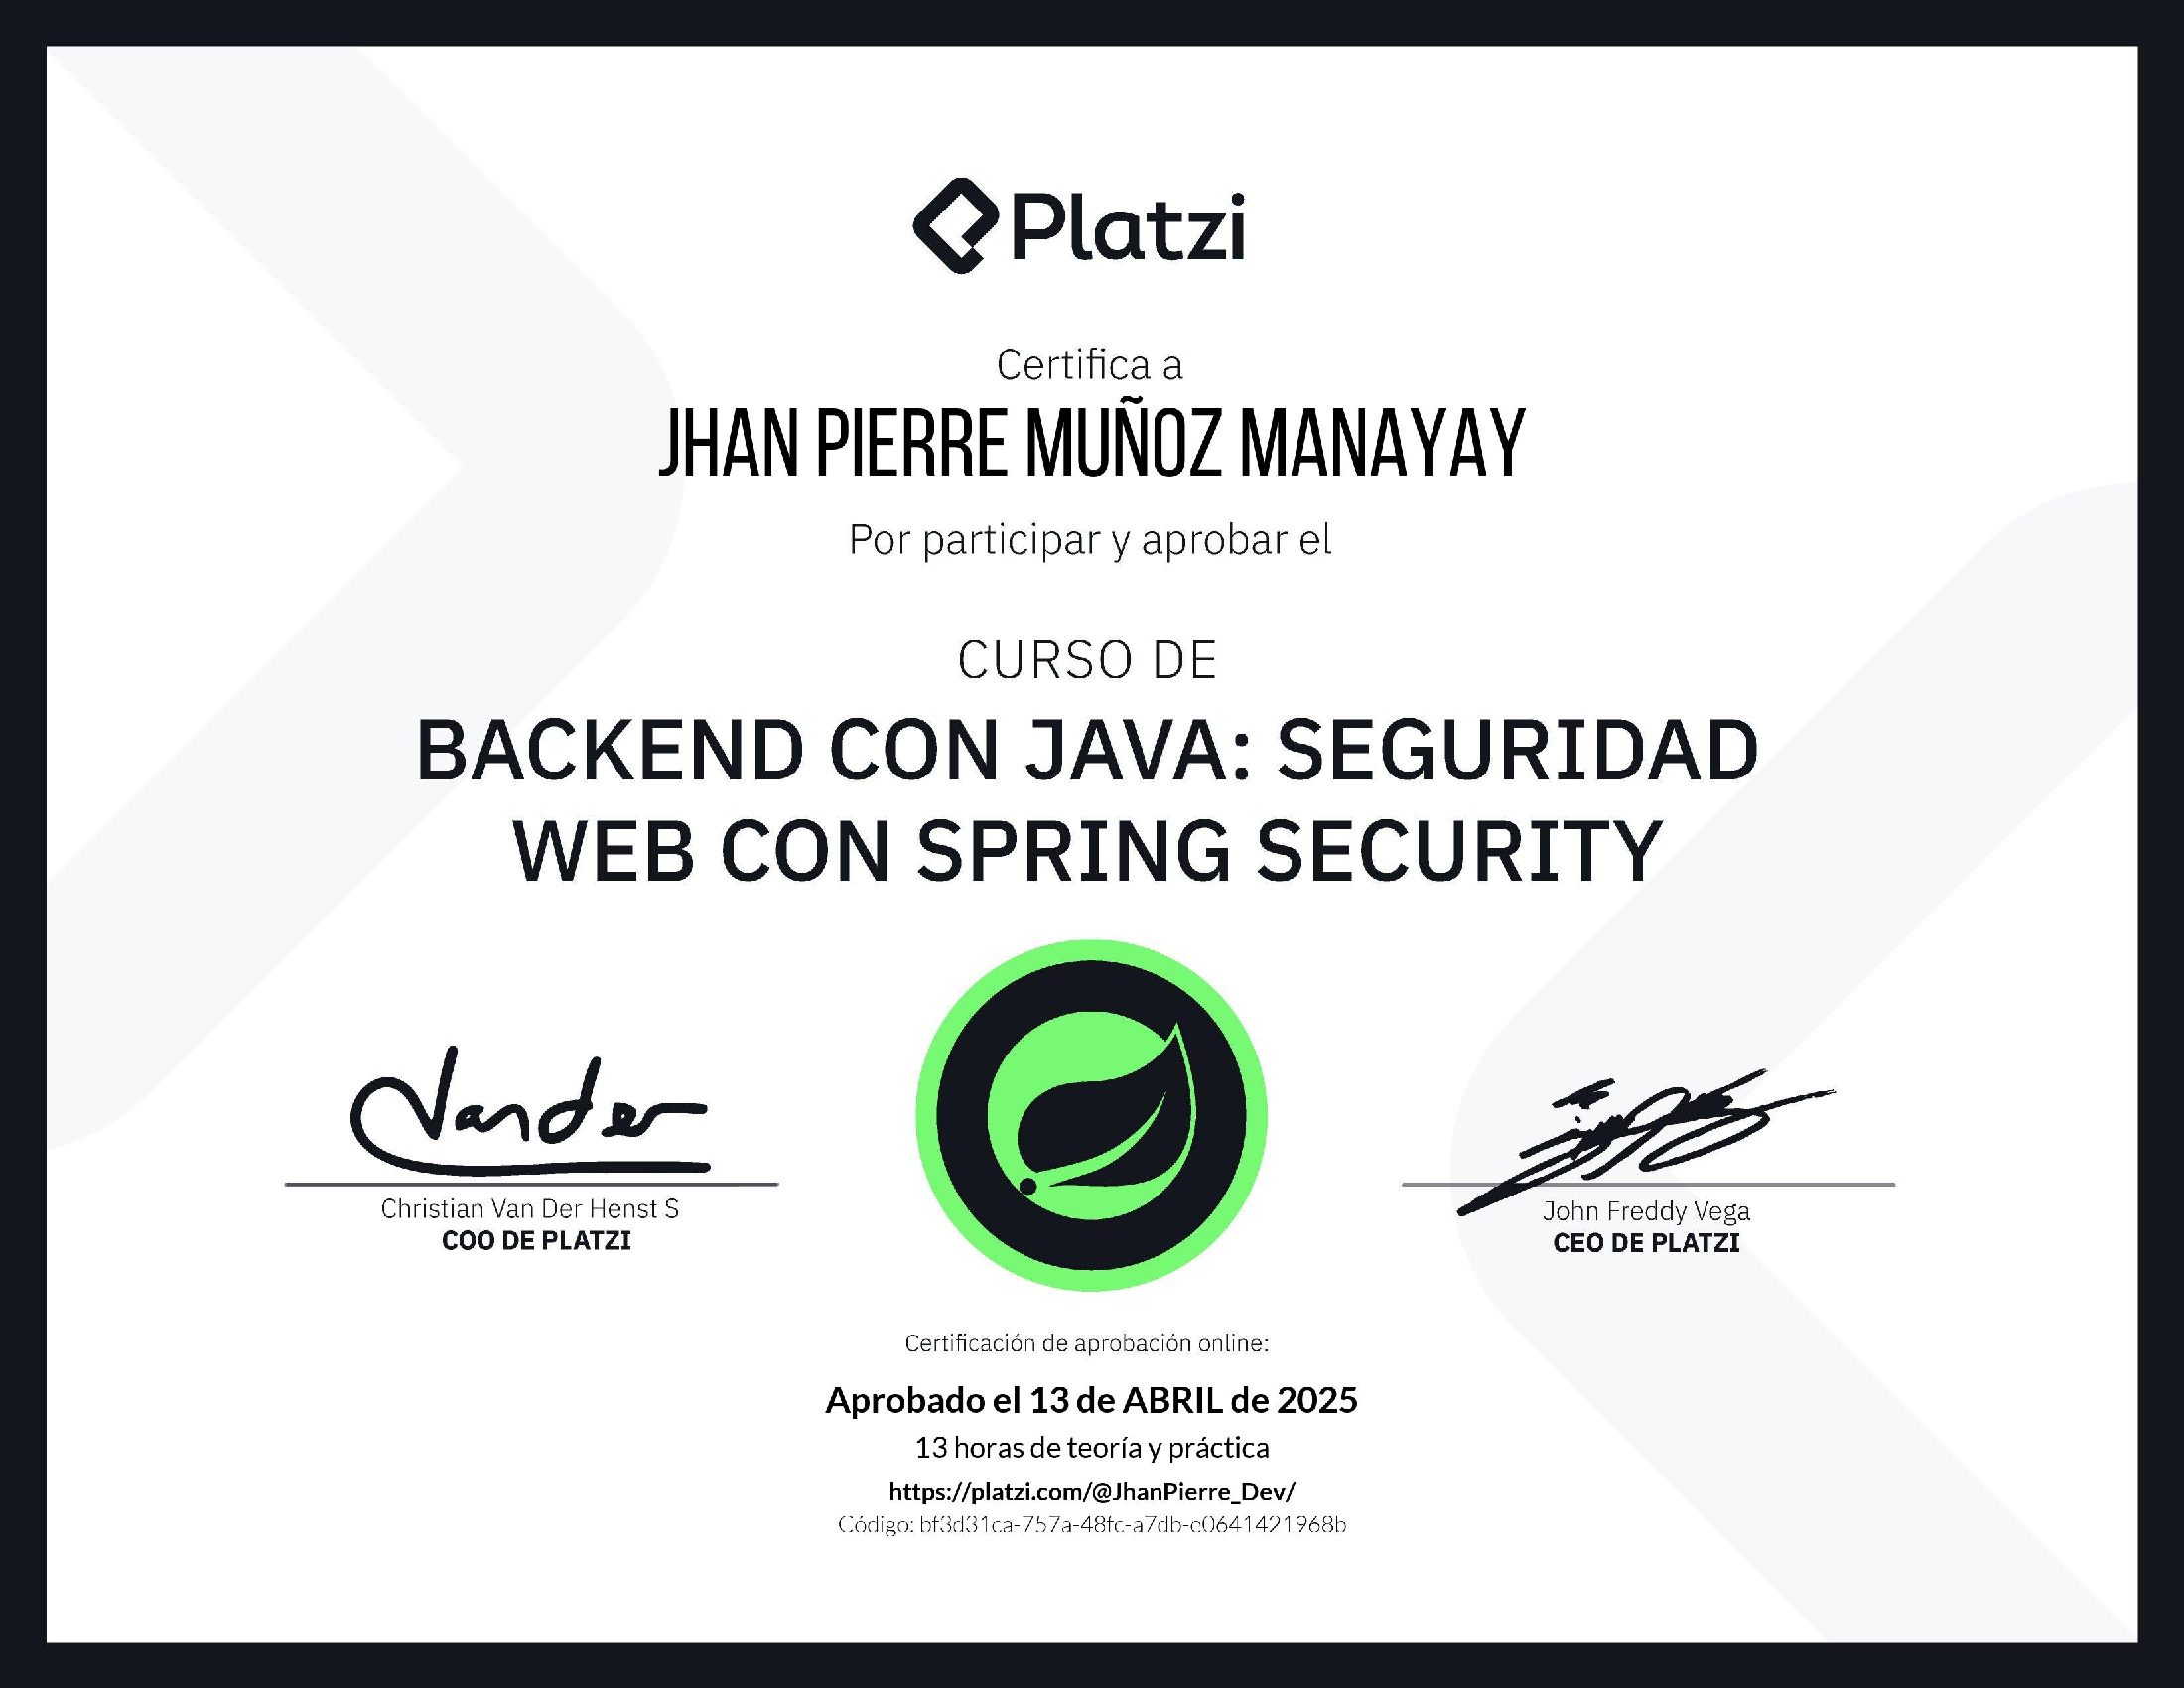 Platzi
Certifica a
JHAN PIERRE MUÑOZ MANAYAY
Por participar y aprobar el
CURSO DE
BACKEND CON JAVA: SEGURIDAD
WEB CON SPRING SECURITY
Vander
Christian Van Der Henst S
COO DE PLATZI
John Freddy Vega
CEO DE PLATZI
Certificación de aprobación online:
Aprobado el 13 de ABRIL de 2025
13 horas de teoría y práctica
https://platzi.com/@JhanPierre_Dev/
Código: bf3d31ca-757a-48fc-a7db-e0641421968b